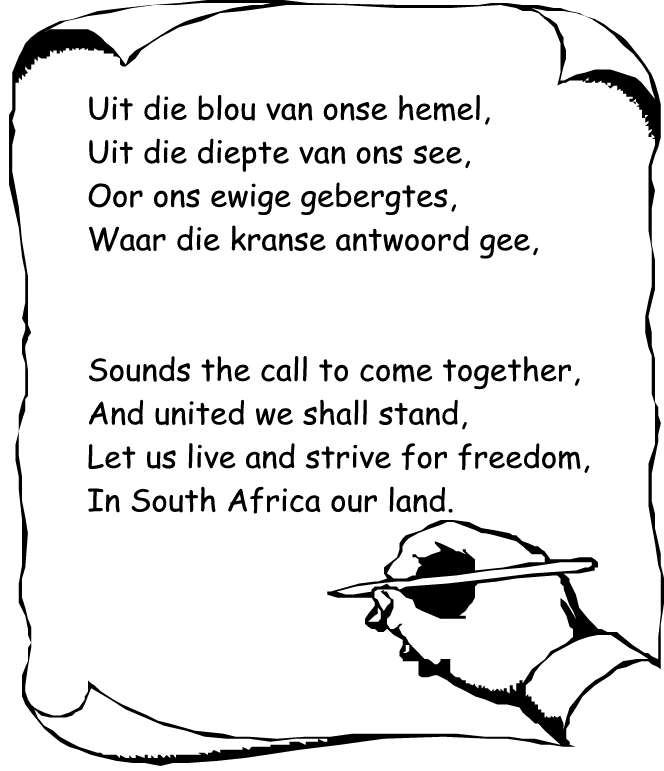 Uit die blou van onse hemel,
Uit die diepte van ons see,
Oor ons ewige gebergtes,
Waar die kranse antwoord gee,
Sounds the call to come together,
And united we shall stand,
Let us live and strive for freedom,
In South Africa our land.